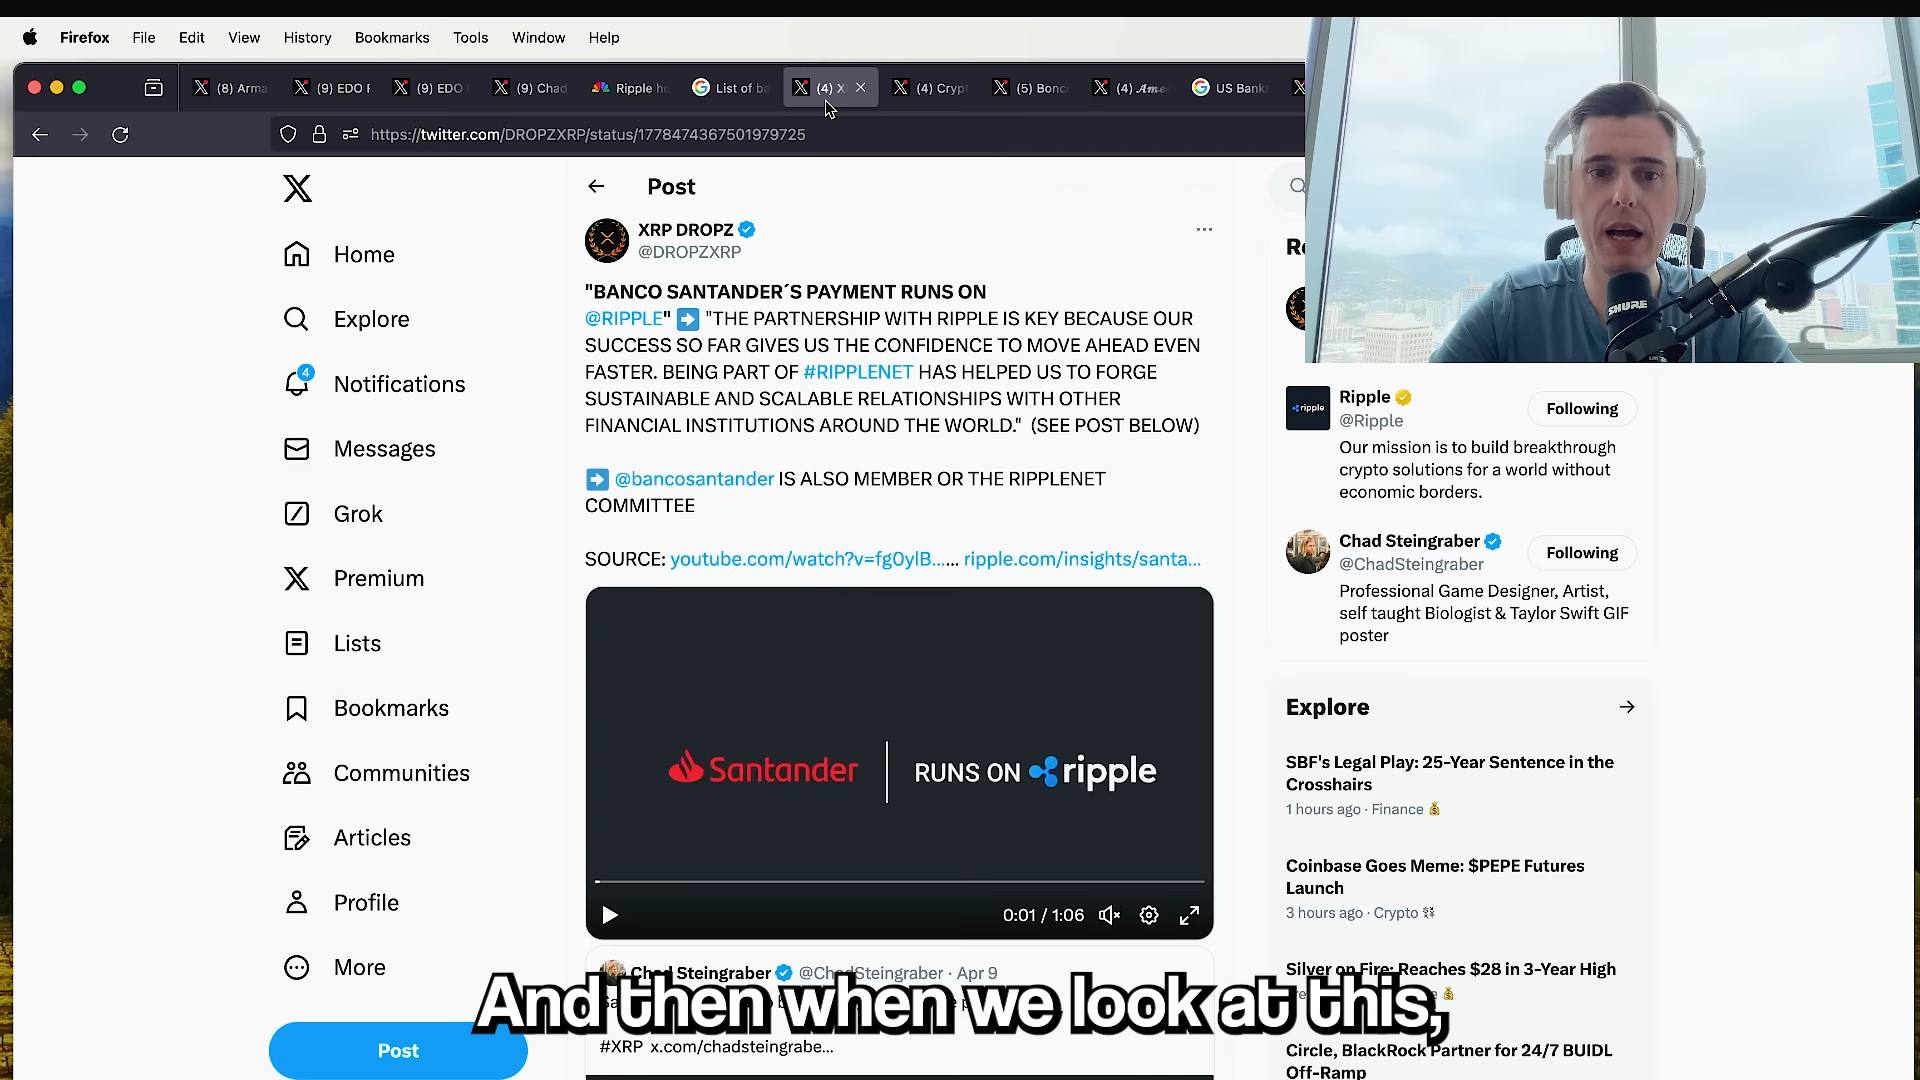 Firefox File Edit View History Bookmarks Tools Window Help
(8) Arma (9) EDO F (9) EDO (9) Chad Ripple ho List of ba (4) X (4) Cryp (5) Bonc (4) 𝓐𝓶𝓮 US Bank
https://twitter.com/DROPZXRP/status/1778474367501979725
Home
Explore
4
Notifications
Messages
Grok
Premium
Lists
Bookmarks
Communities
Articles
Profile
More
Post
Post
XRP DROPZ
@DROPZXRP
"BANCO SANTANDER´S PAYMENT RUNS ON
@RIPPLE" ➡ "THE PARTNERSHIP WITH RIPPLE IS KEY BECAUSE OUR
SUCCESS SO FAR GIVES US THE CONFIDENCE TO MOVE AHEAD EVEN
FASTER. BEING PART OF #RIPPLENET HAS HELPED US TO FORGE
SUSTAINABLE AND SCALABLE RELATIONSHIPS WITH OTHER
FINANCIAL INSTITUTIONS AROUND THE WORLD." (SEE POST BELOW)
➡ @bancosantander IS ALSO MEMBER OR THE RIPPLENET
COMMITTEE
SOURCE: youtube.com/watch?v=fg0ylB...… ripple.com/insights/santa...
Santander | RUNS ON ripple
0:01 / 1:06
Chad Steingraber @ChadSteingraber · Apr 9
#XRP x.com/chadsteingrabe...
And then when we look at this,
SHURE
Ripple
@Ripple
Following
Our mission is to build breakthrough
crypto solutions for a world without
economic borders.
ripple
Chad Steingraber
@ChadSteingraber
Following
Professional Game Designer, Artist,
self taught Biologist & Taylor Swift GIF
poster
Explore
SBF's Legal Play: 25-Year Sentence in the
Crosshairs
1 hours ago · Finance 💰
Coinbase Goes Meme: $PEPE Futures
Launch
3 hours ago · Crypto
Silver on Fire: Reaches $28 in 3-Year High
Circle, BlackRock Partner for 24/7 BUIDL
Off-Ramp